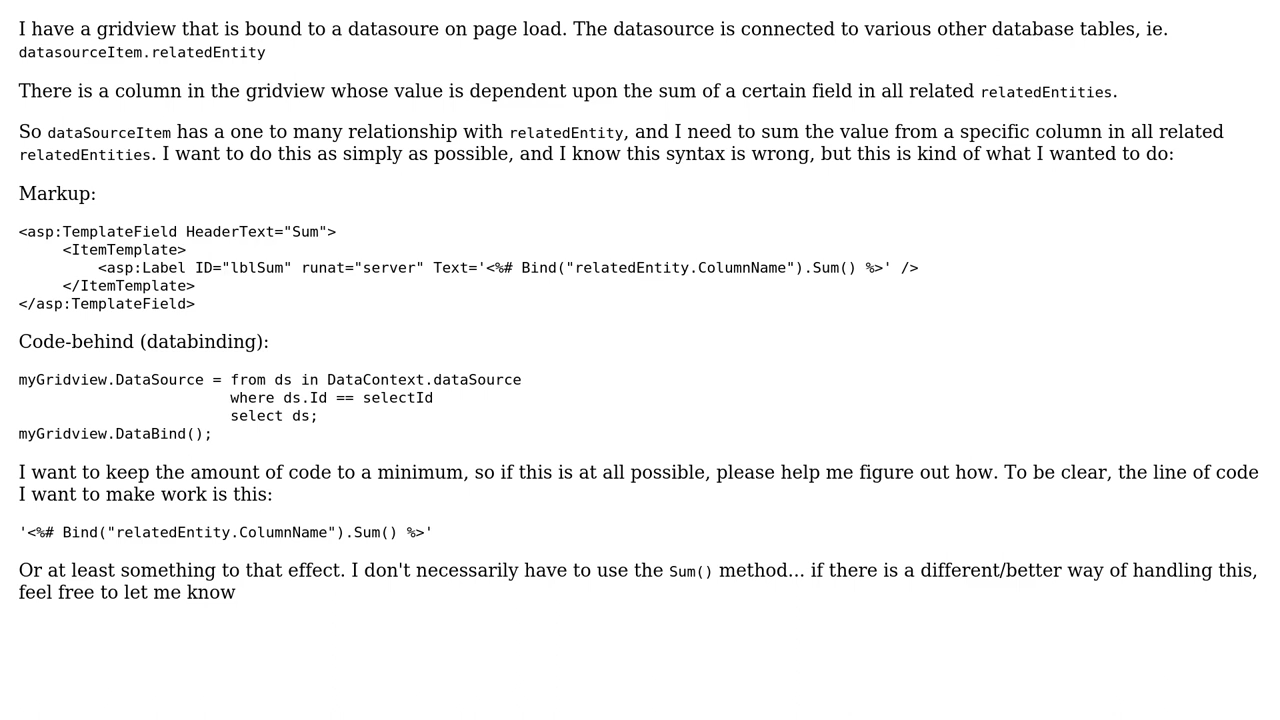 I have a gridview that is bound to a datasoure on page load. The datasource is connected to various other database tables, ie.
datasourceItem.relatedEntity
There is a column in the gridview whose value is dependent upon the sum of a certain field in all related relatedEntities.
So dataSourceItem has a one to many relationship with relatedEntity, and I need to sum the value from a specific column in all related
relatedEntities. I want to do this as simply as possible, and I know this syntax is wrong, but this is kind of what I wanted to do:
Markup:
<asp:TemplateField HeaderText="Sum">
     <ItemTemplate>
         <asp:Label ID="lblSum" runat="server" Text='<%# Bind("relatedEntity.ColumnName").Sum() %>' />
     </ItemTemplate>
</asp:TemplateField>
Code-behind (databinding):
myGridview.DataSource = from ds in DataContext.dataSource
                        where ds.Id == selectId
                        select ds;
myGridview.DataBind();
I want to keep the amount of code to a minimum, so if this is at all possible, please help me figure out how. To be clear, the line of code
I want to make work is this:
'<%# Bind("relatedEntity.ColumnName").Sum() %>'
Or at least something to that effect. I don't necessarily have to use the Sum() method... if there is a different/better way of handling this,
feel free to let me know